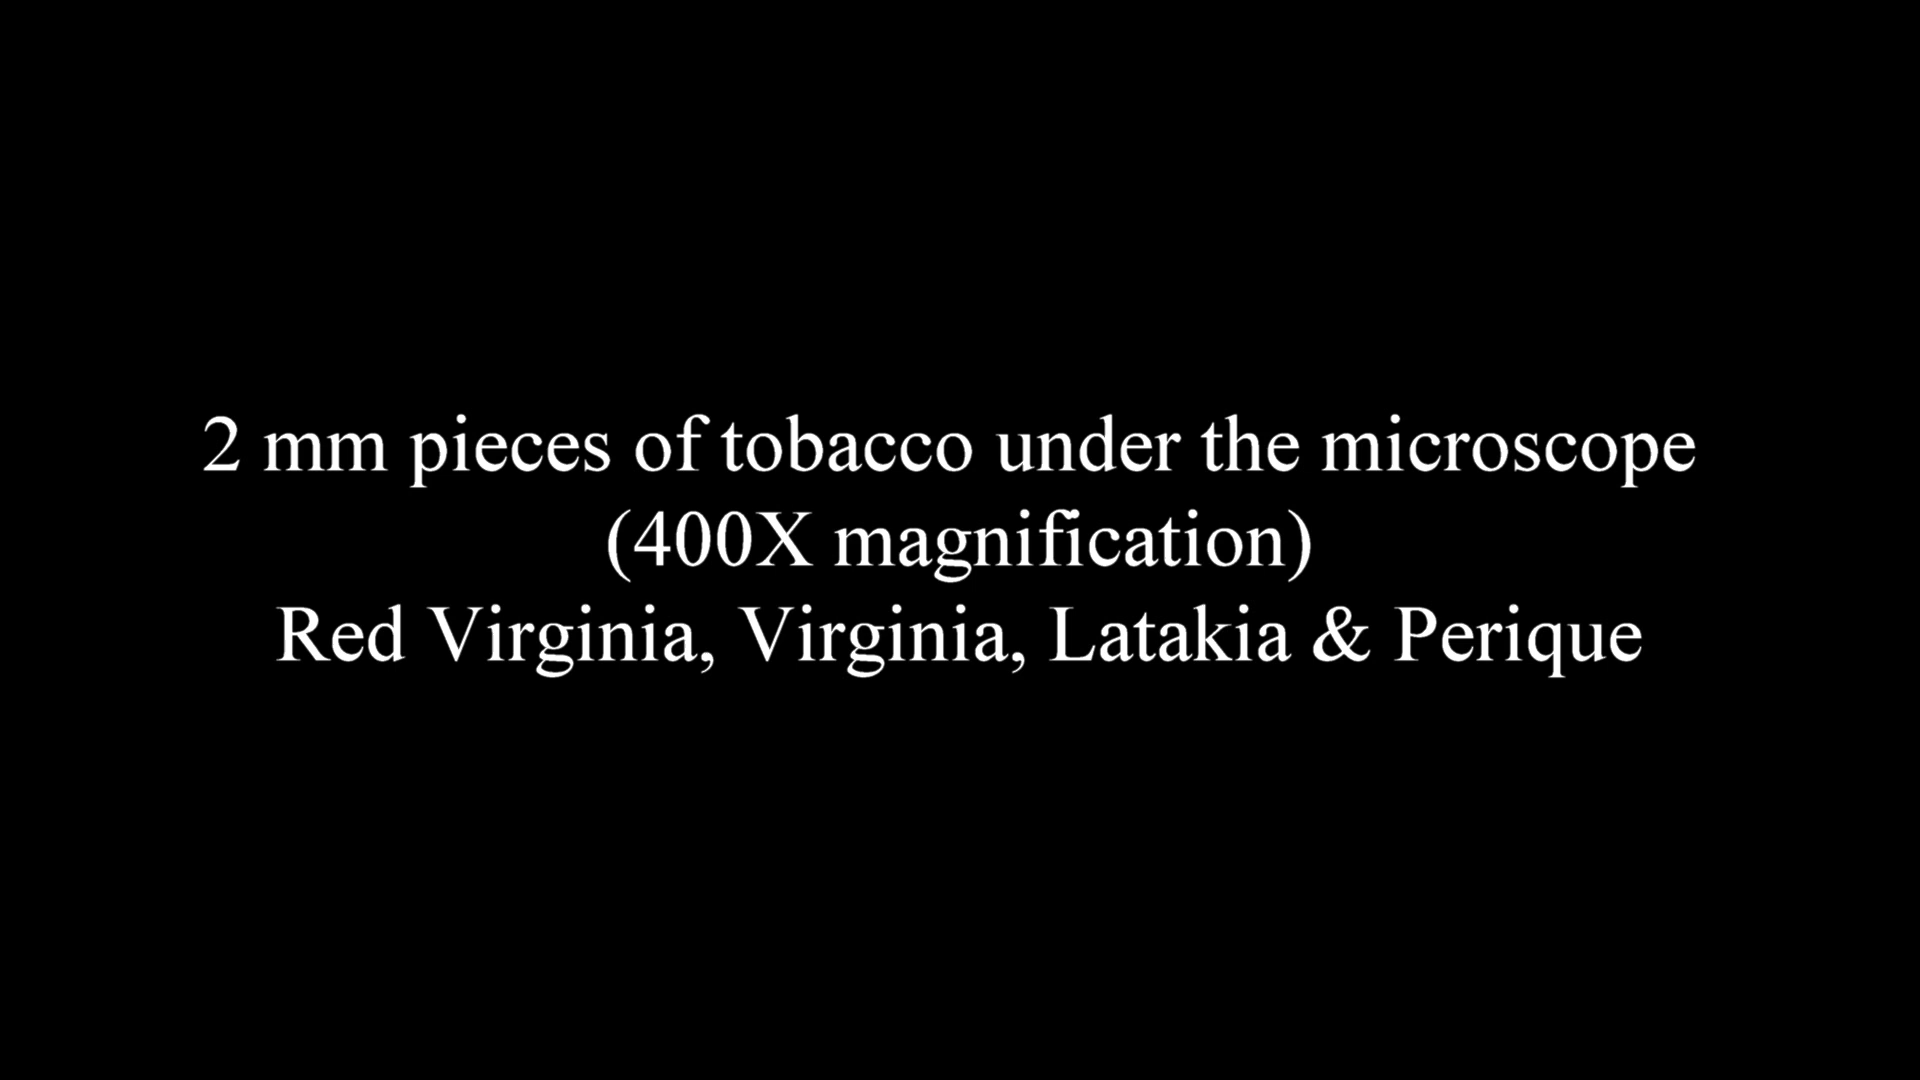 2 mm pieces of tobacco under the microscope
(400X magnification)
Red Virginia, Virginia, Latakia & Perique